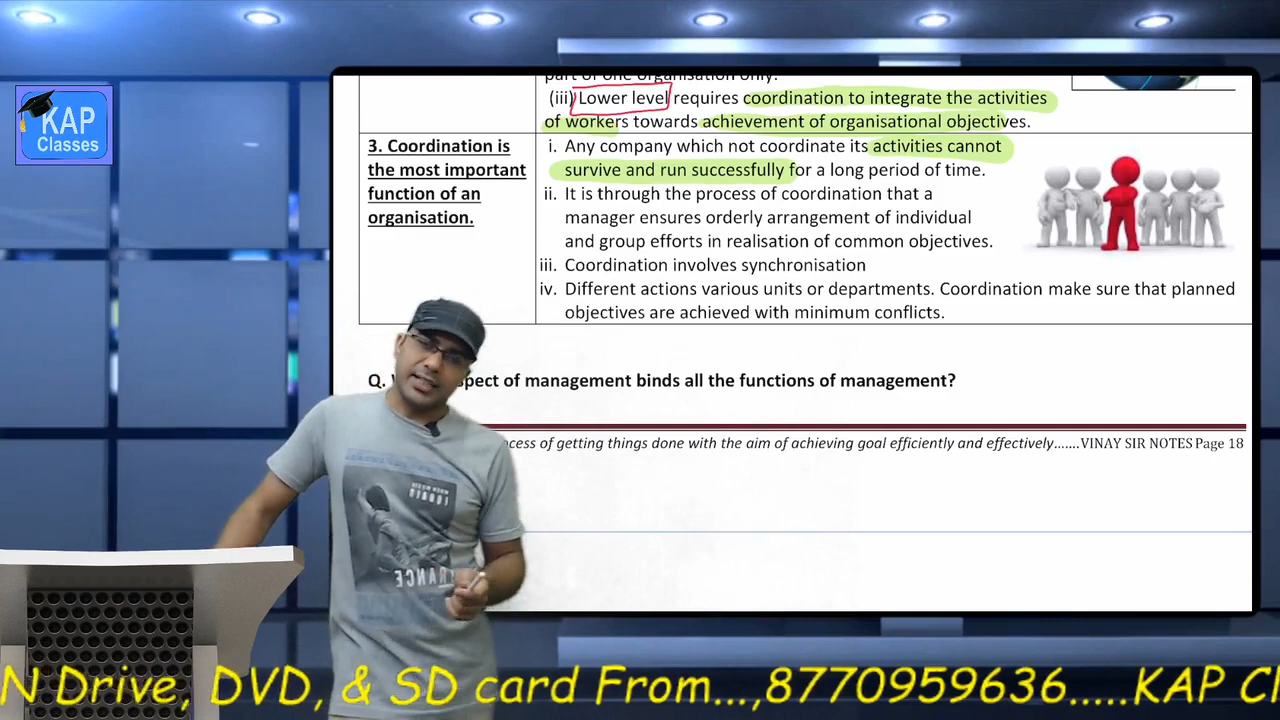 KAP
Classes
part of one organisation only.
(iii) Lower level requires coordination to integrate the activities
of workers towards achievement of organisational objectives.
3. Coordination is
the most important
function of an
organisation.
i. Any company which not coordinate its activities cannot
survive and run successfully for a long period of time.
ii. It is through the process of coordination that a
manager ensures orderly arrangement of individual
and group efforts in realisation of common objectives.
iii. Coordination involves synchronisation
iv. Different actions various units or departments. Coordination make sure that planned
objectives are achieved with minimum conflicts.
Q. of management binds all the functions of management?
of getting things done with the aim of achieving goal efficiently and effectively.......VINAY SIR NOTES Page 18
N Drive, DVD, & SD card From...,8770959636.....KAP